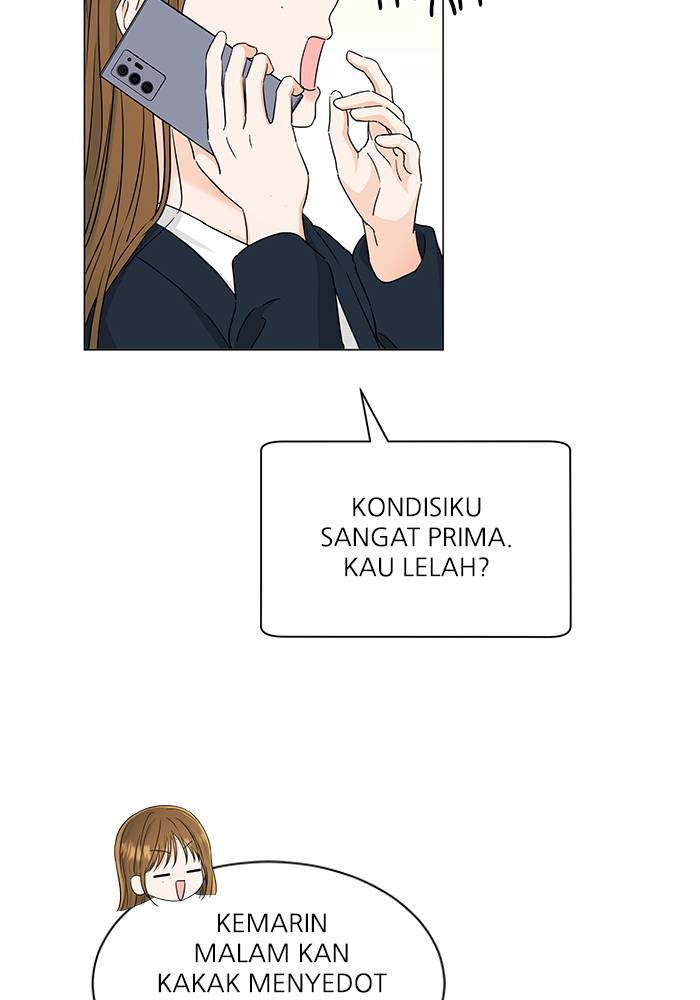 KONDISIKU
SANGAT PRIMA.
KAU LELAH?
KEMARIN
MALAM KAN
KAKAK MENYEDOT